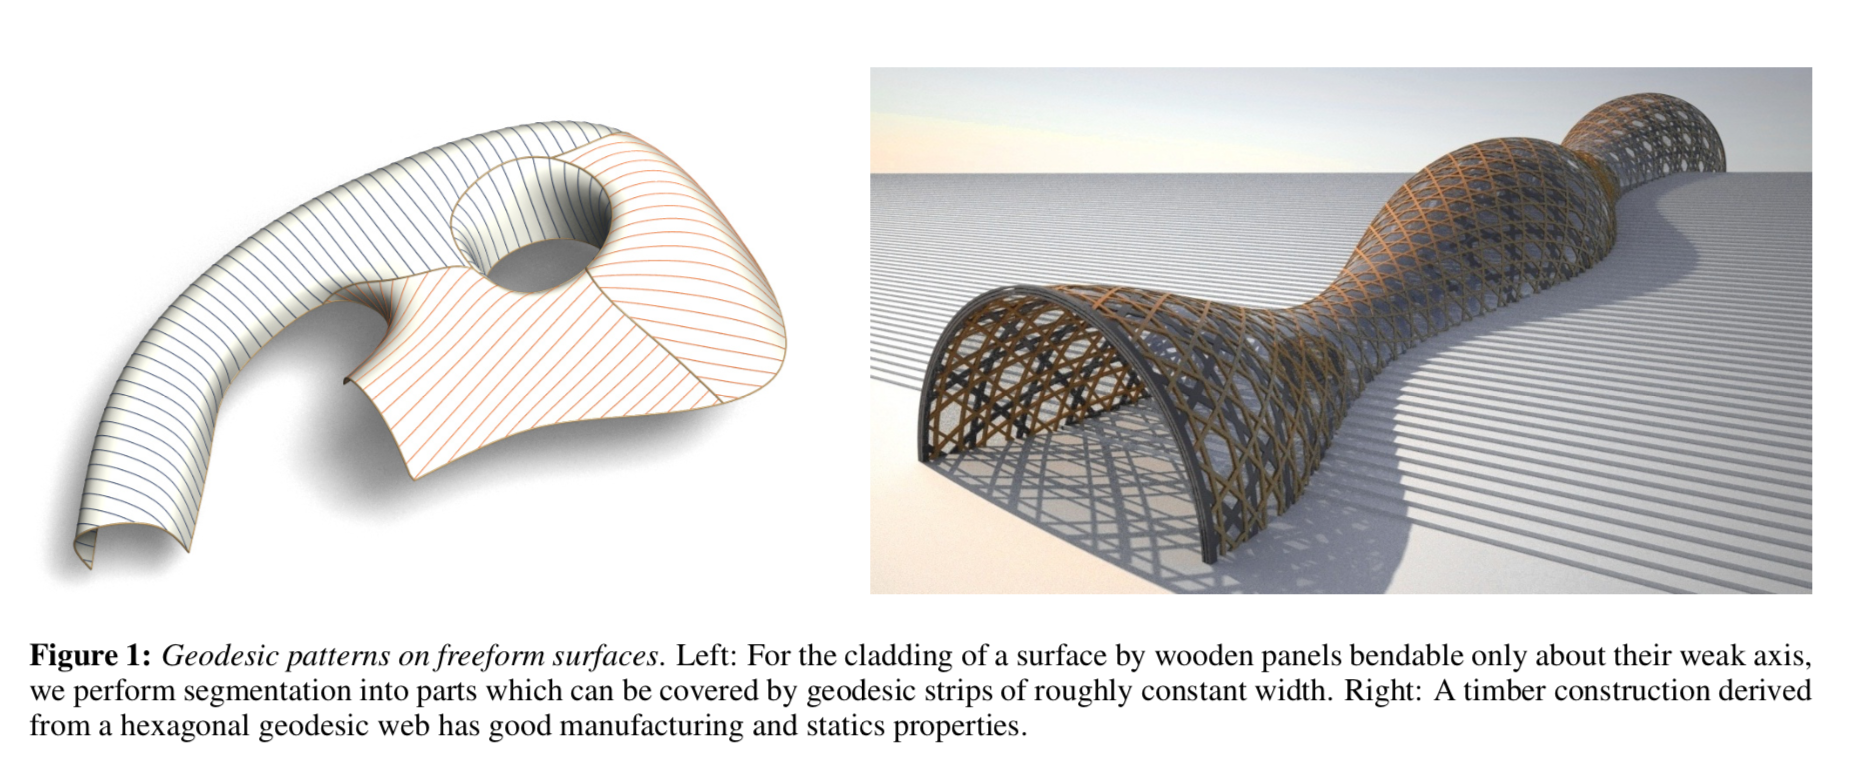 Figure 1: Geodesic patterns on freeform surfaces. Left: For the cladding of a surface by wooden panels bendable only about their weak axis,
we perform segmentation into parts which can be covered by geodesic strips of roughly constant width. Right: A timber construction derived
from a hexagonal geodesic web has good manufacturing and statics properties.